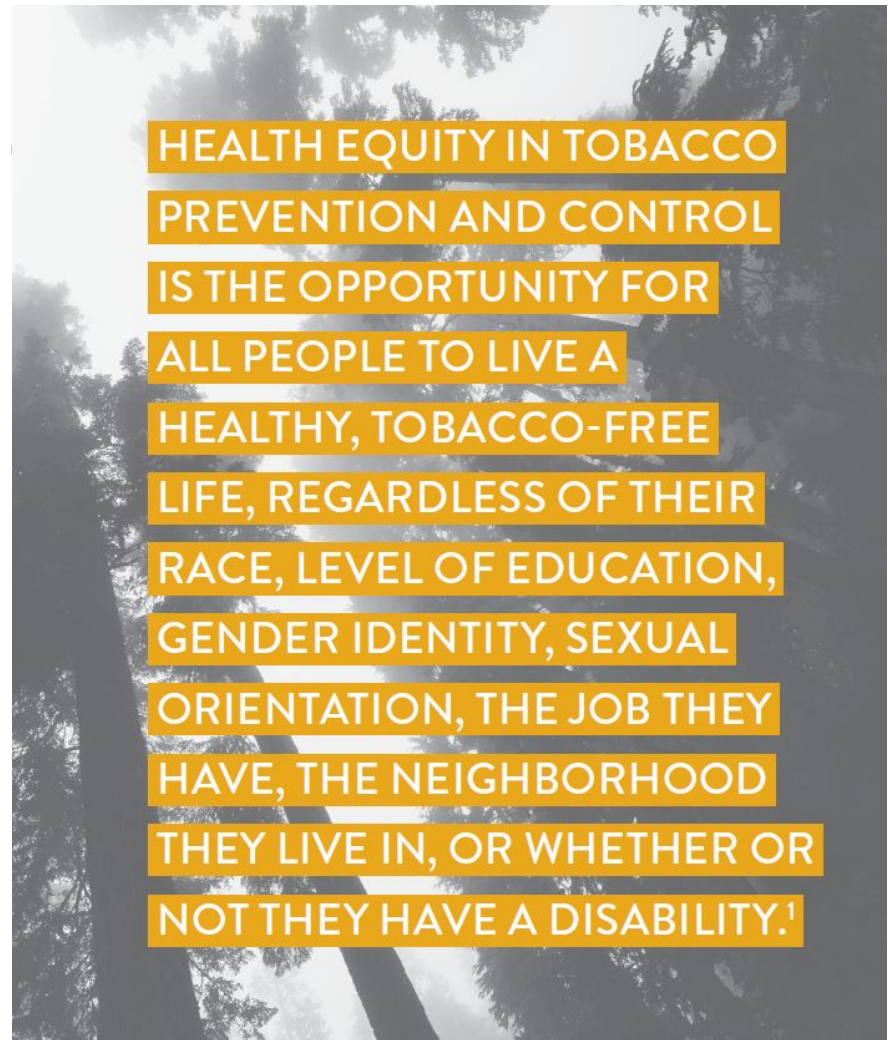 HEALTH EQUITY IN TOBACCO
PREVENTION AND CONTROL
IS THE OPPORTUNITY FOR
ALL PEOPLE TO LIVE A
HEALTHY, TOBACCO-FREE
LIFE, REGARDLESS OF THEIR
RACE, LEVEL OF EDUCATION,
GENDER IDENTITY, SEXUAL
ORIENTATION, THE JOB THEY
HAVE, THE NEIGHBORHOOD
THEY LIVE IN, OR WHETHER OR
NOT THEY HAVE A DISABILITY.¹